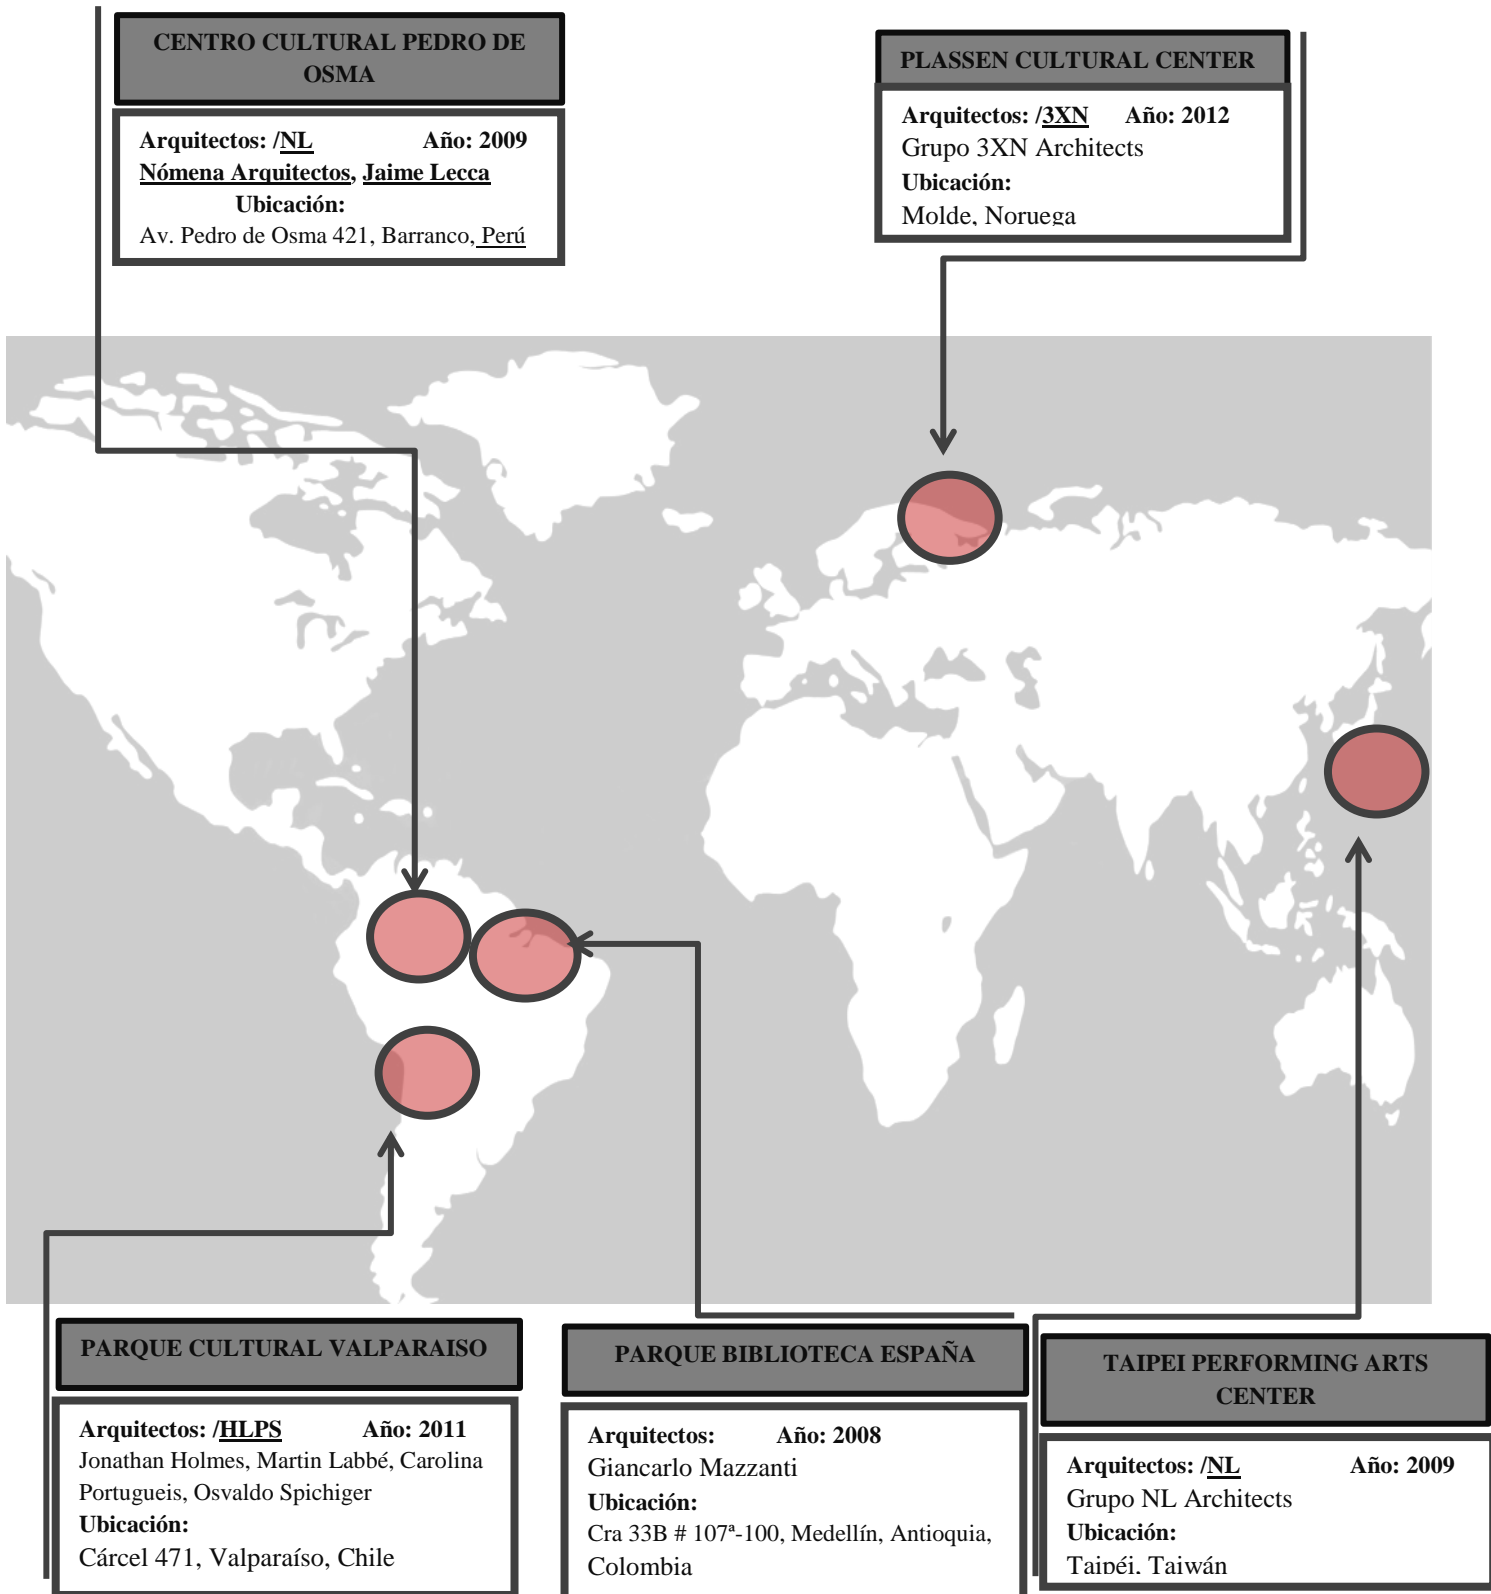 CENTRO CULTURAL PEDRO DE
OSMA
Arquitectos: /NL Año: 2009
Nómena Arquitectos, Jaime Lecca
Ubicación:
Av. Pedro de Osma 421, Barranco, Perú
PLASSEN CULTURAL CENTER
Arquitectos: /3XN Año: 2012
Grupo 3XN Architects
Ubicación:
Molde, Noruega
PARQUE CULTURAL VALPARAISO
Arquitectos: /HLPS Año: 2011
Jonathan Holmes, Martin Labbé, Carolina
Portugueis, Osvaldo Spichiger
Ubicación:
Cárcel 471, Valparaíso, Chile
PARQUE BIBLIOTECA ESPAÑA
Arquitectos: Año: 2008
Giancarlo Mazzanti
Ubicación:
Cra 33B # 107ª-100, Medellín, Antioquia,
Colombia
TAIPEI PERFORMING ARTS
CENTER
Arquitectos: /NL Año: 2009
Grupo NL Architects
Ubicación:
Taipéi, Taiwán